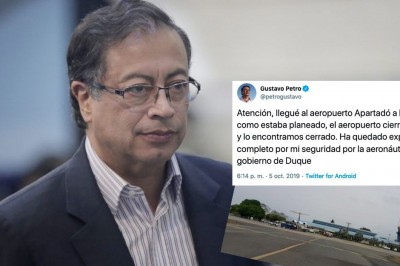 Gustavo Petro
@petrogustavo
Atención, llegué al aeropuerto Apartadó a
como estaba planeado, el aeropuerto cierr
y lo encontramos cerrado. Ha quedado exp
completo por mi seguridad por la aeronáut
gobierno de Duque
6:14 p. m. · 5 oct. 2019 · Twitter for Android